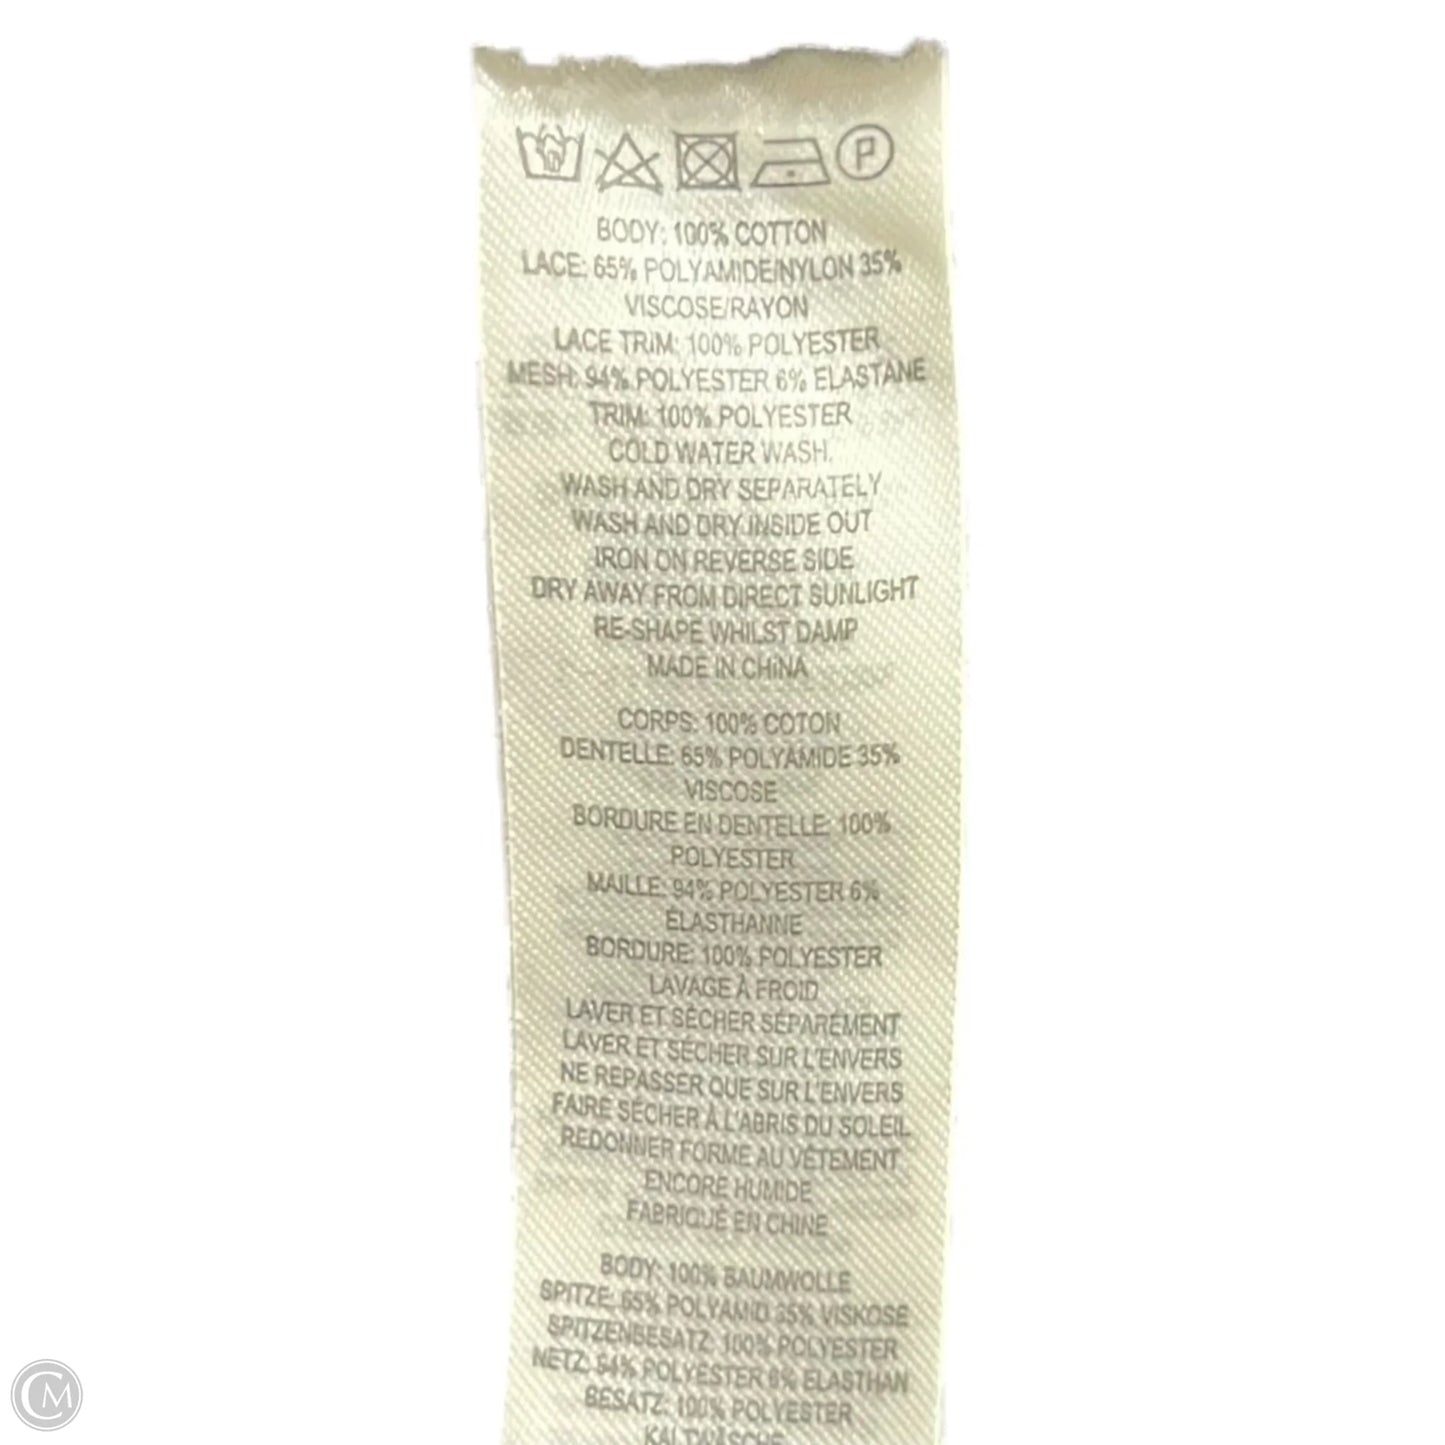 P
BODY: 100% COTTON
LACE: 65% POLYAMIDE/NYLON 35%
VISCOSE/RAYON
LACE TRIM: 100% POLYESTER
MESH: 94% POLYESTER 6% ELASTANE
TRIM: 100% POLYESTER
COLD WATER WASH.
WASH AND DRY SEPARATELY
WASH AND DRY INSIDE OUT
IRON ON REVERSE SIDE
DRY AWAY FROM DIRECT SUNLIGHT
RE-SHAPE WHILST DAMP
MADE IN CHINA
CORPS: 100% COTON
DENTELLE: 65% POLYAMIDE 35%
VISCOSE
BORDURE EN DENTELLE: 100%
POLYESTER
MAILLE: 94% POLYESTER 6%
ÉLASTHANNE
BORDURE: 100% POLYESTER
LAVAGE À FROID
LAVER ET SÉCHER SÉPARÉMENT
LAVER ET SÉCHER SUR L'ENVERS
NE REPASSER QUE SUR L'ENVERS
FAIRE SÉCHER À L'ABRIS DU SOLEIL
REDONNER FORME AU VÊTEMENT
ENCORE HUMIDE
FABRIQUÉ EN CHINE
BODY: 100% BAUMWOLLE
SPITZE: 65% POLYAMID 35% VISKOSE
SPITZENBESATZ: 100% POLYESTER
NETZ: 94% POLYESTER 6% ELASTHAN
BESATZ: 100% POLYESTER
KALTWÄSCHE
CM